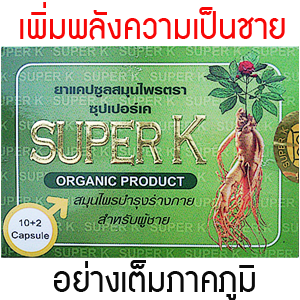 เพิ่มพลังความเป็นชาย
ยาแคปซูลสมุนไพรตรา
ซุปเปอร์เค
SUPER K
ORGANIC PRODUCT
สมุนไพรบำรุงร่างกาย
สำหรับผู้ชาย
10+2
Capsule
อย่างเต็มภาคภูมิ